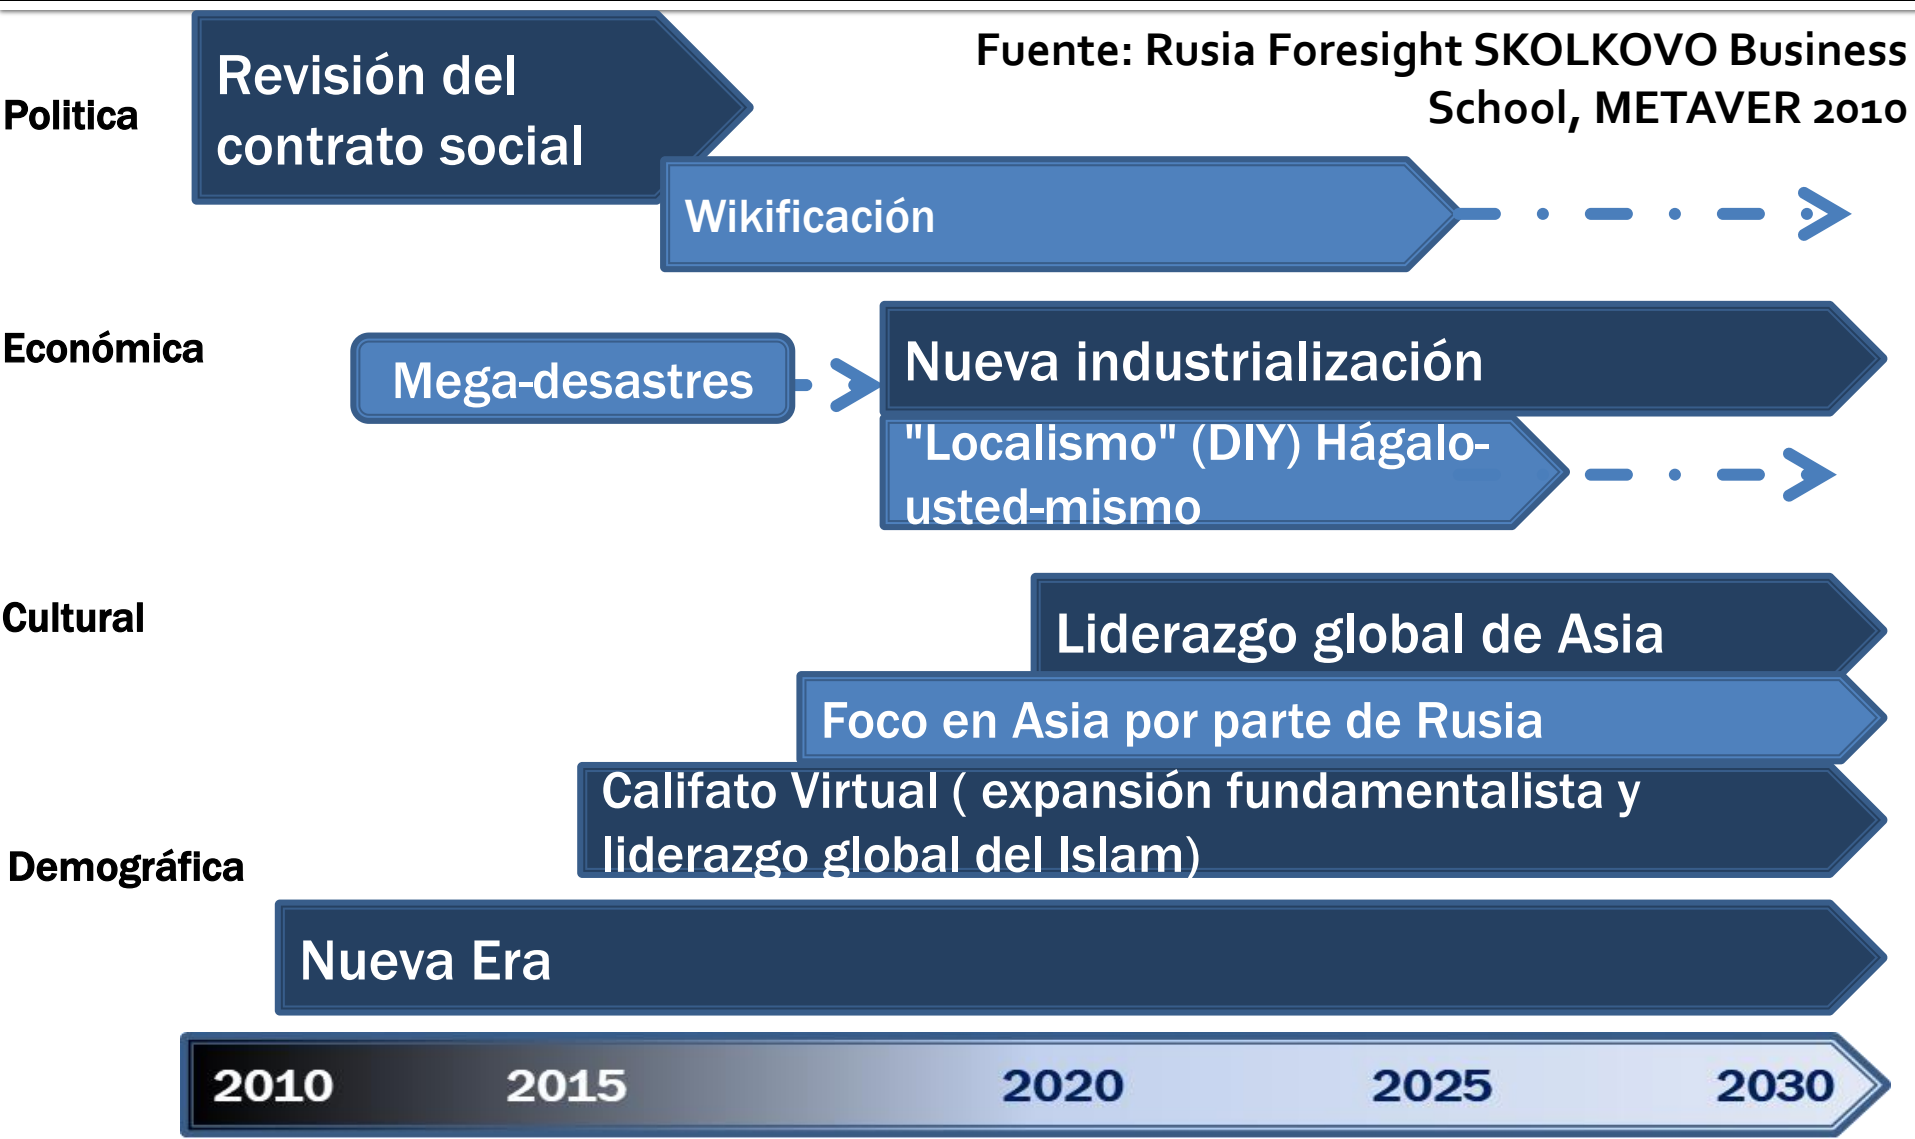 Fuente: Rusia Foresight SKOLKOVO Business
School, METAVER 2010
Politica
Revisión del
contrato social
Wikificación
Económica
Mega-desastres
Nueva industrialización
"Localismo" (DIY) Hágalo-
usted-mismo
Cultural
Liderazgo global de Asia
Foco en Asia por parte de Rusia
Califato Virtual ( expansión fundamentalista y
liderazgo global del Islam)
Demográfica
Nueva Era
2010 2015 2020 2025 2030